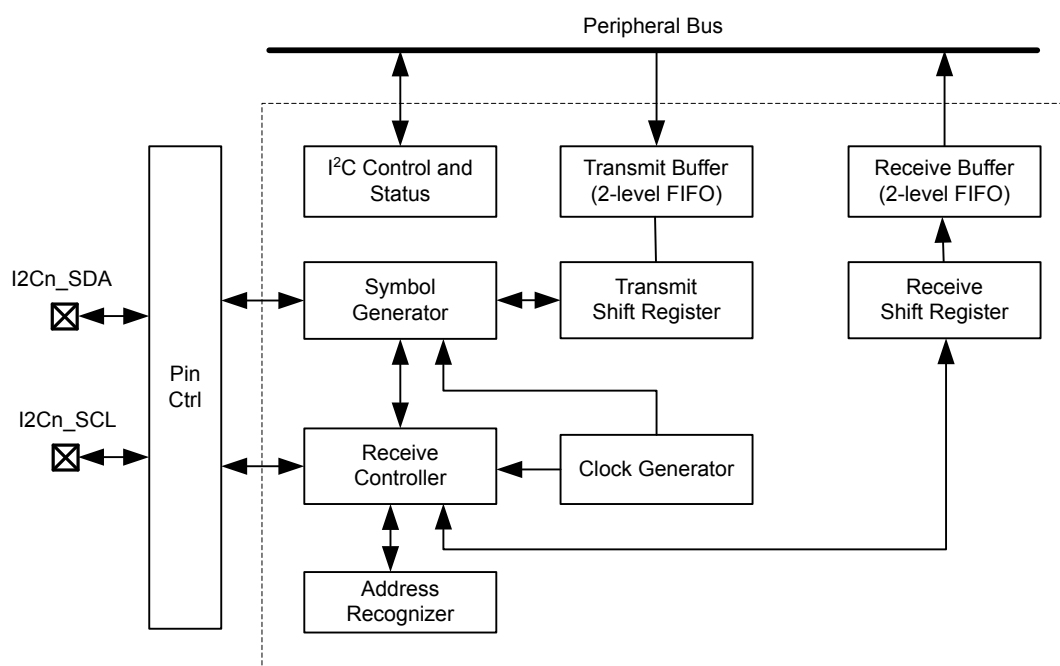 Peripheral Bus
I²C Control and
Status
Transmit Buffer
(2-level FIFO)
Receive Buffer
(2-level FIFO)
I2Cn_SDA
Symbol
Generator
Transmit
Shift Register
Receive
Shift Register
Pin
Ctrl
I2Cn_SCL
Receive
Controller
Clock Generator
Address
Recognizer